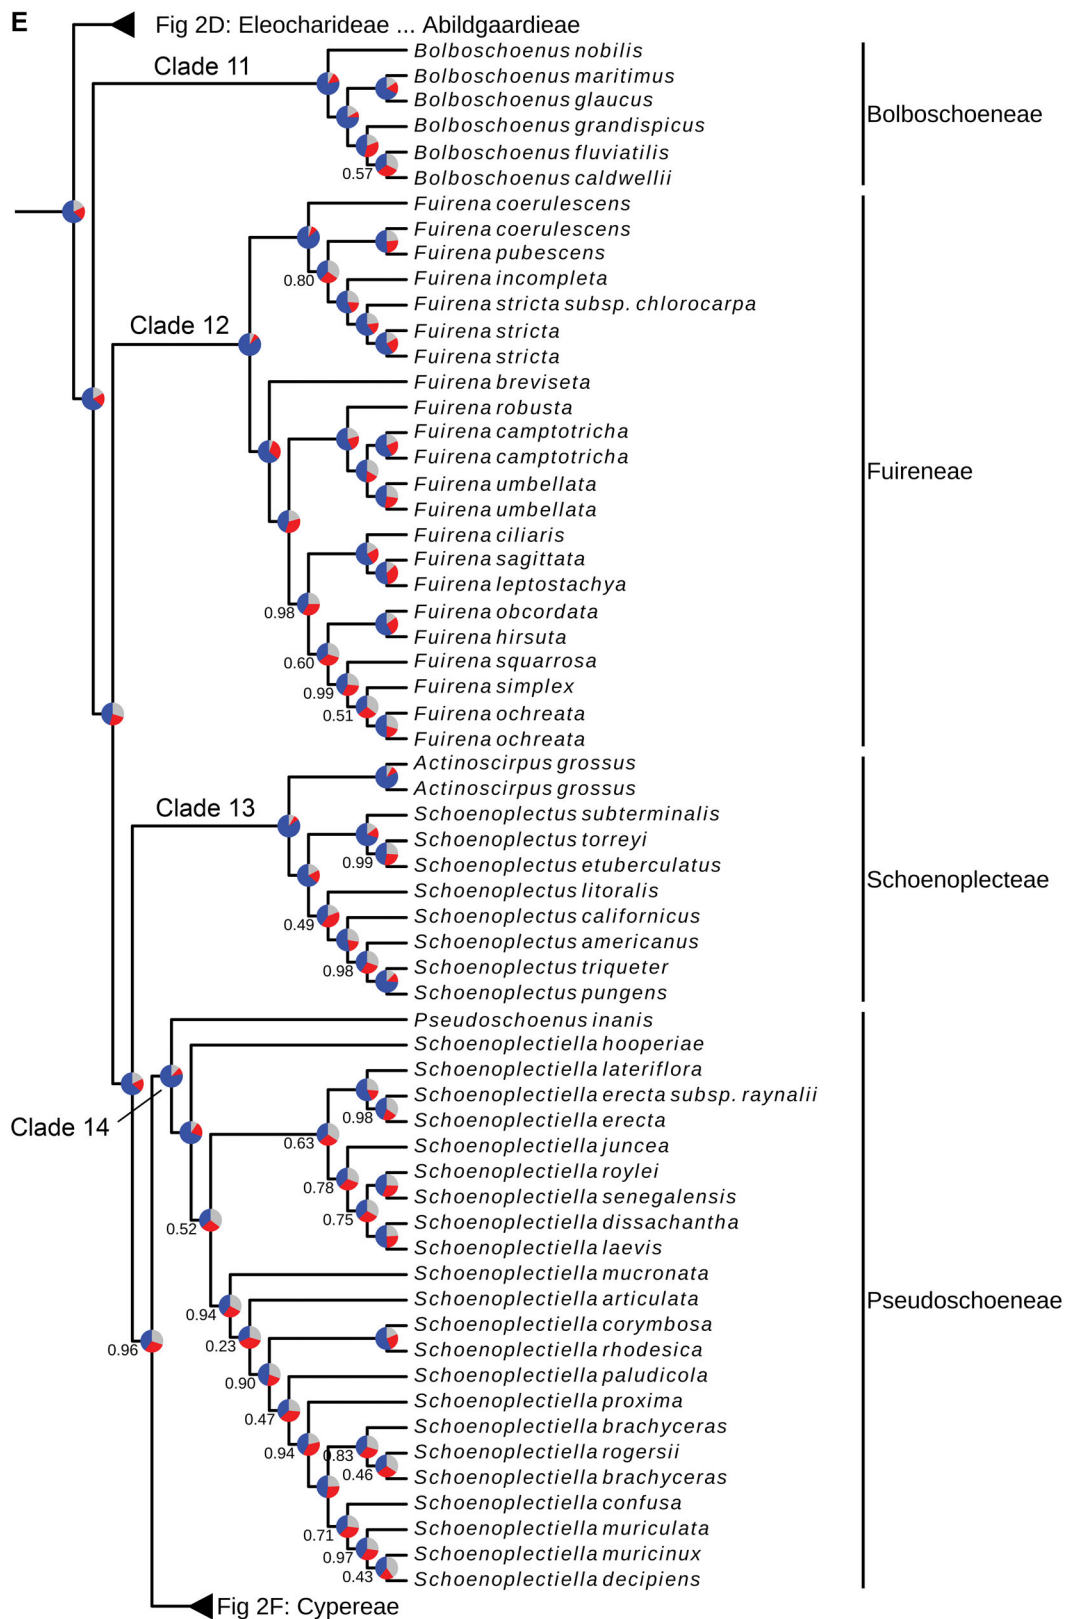 E
Fig 2D: Eleocharideae ... Abildgaardieae
Clade 11
Bolboschoenus nobilis
Bolboschoenus maritimus
Bolboschoenus glaucus
Bolboschoenus grandispicus
Bolboschoenus fluviatilis
0.57
Bolboschoenus caldwellii
Bolboschoeneae
Fuirena coerulescens
Fuirena coerulescens
Fuirena pubescens
0.80
Fuirena incompleta
Fuirena stricta subsp. chlorocarpa
Clade 12
Fuirena stricta
Fuirena stricta
Fuirena breviseta
Fuirena robusta
Fuirena camptotricha
Fuirena camptotricha
Fuireneae
Fuirena umbellata
Fuirena umbellata
Fuirena ciliaris
Fuirena sagittata
Fuirena leptostachya
0.98
Fuirena obcordata
Fuirena hirsuta
0.60
Fuirena squarrosa
0.99
Fuirena simplex
0.51
Fuirena ochreata
Fuirena ochreata
Actinoscirpus grossus
Actinoscirpus grossus
Clade 13
Schoenoplectus subterminalis
Schoenoplectus torreyi
0.99
Schoenoplectus etuberculatus
Schoenoplecteae
Schoenoplectus litoralis
0.49
Schoenoplectus californicus
Schoenoplectus americanus
0.98
Schoenoplectus triqueter
Schoenoplectus pungens
Pseudoschoenus inanis
Schoenoplectiella hooperiae
Schoenoplectiella lateriflora
Schoenoplectiella erecta subsp. raynalii
0.98
Schoenoplectiella erecta
Clade 14
0.63
Schoenoplectiella juncea
Schoenoplectiella roylei
0.78
Schoenoplectiella senegalensis
0.75
Schoenoplectiella dissachantha
0.52
Schoenoplectiella laevis
Schoenoplectiella mucronata
Pseudoschoeneae
Schoenoplectiella articulata
0.94
Schoenoplectiella corymbosa
0.23
0.96
Schoenoplectiella rhodesica
Schoenoplectiella paludicola
0.90
Schoenoplectiella proxima
0.47
Schoenoplectiella brachyceras
0.94
0.83
Schoenoplectiella rogersii
0.46
Schoenoplectiella brachyceras
Schoenoplectiella confusa
0.71
Schoenoplectiella muriculata
0.97
Schoenoplectiella muricinux
0.43
Schoenoplectiella decipiens
Fig 2F: Cypereae